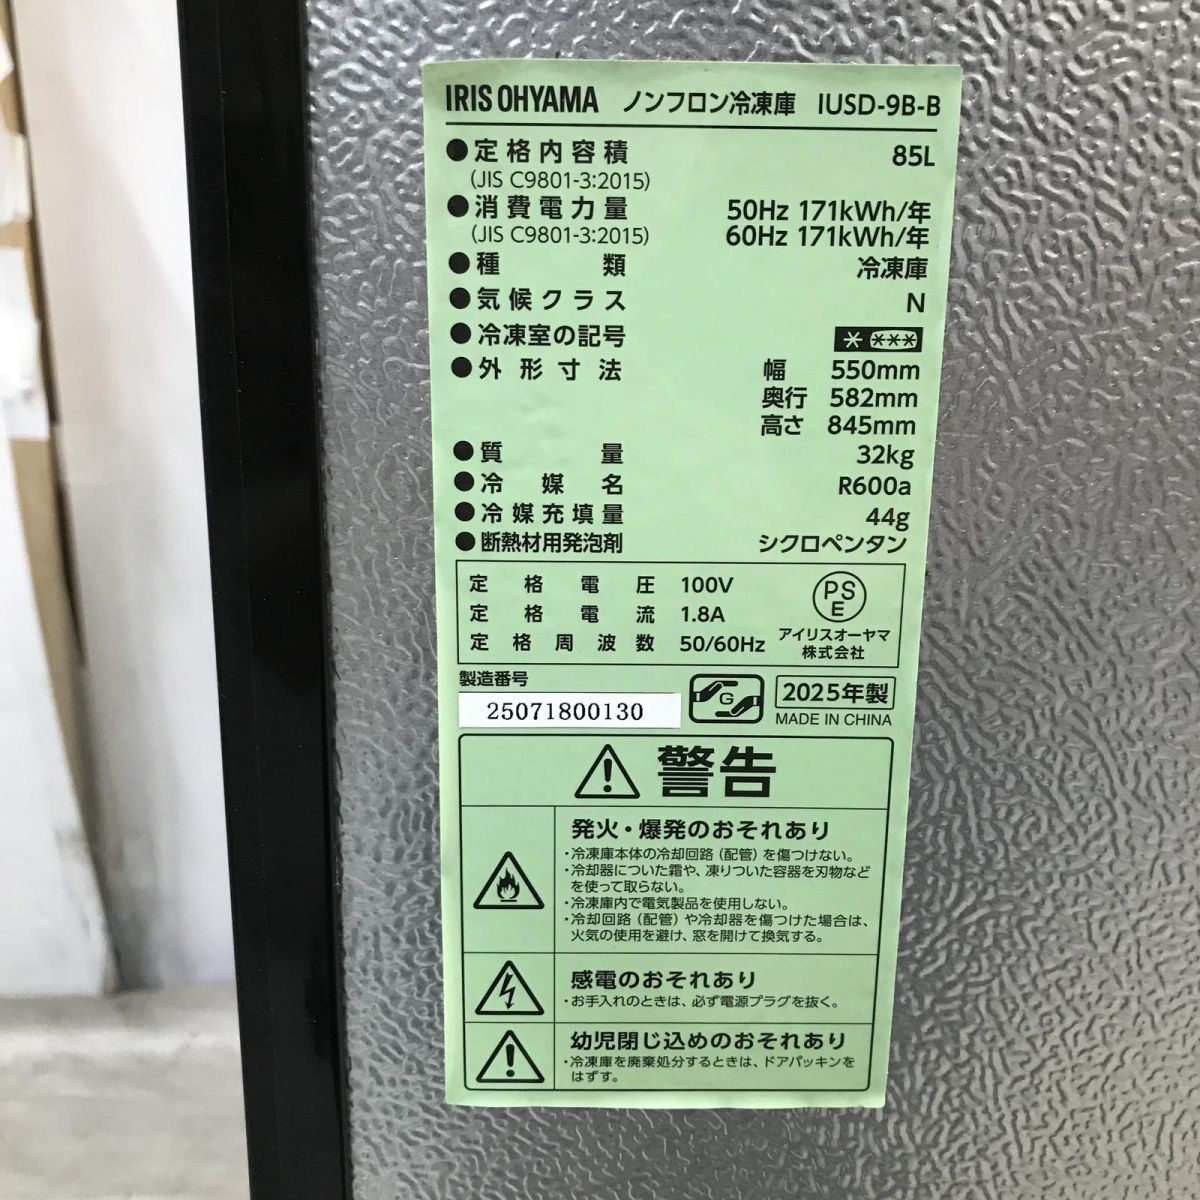 IRIS OHYAMA ノンフロン冷凍庫 IUSD-9B-B
●定格内容積 85L
(JIS C9801-3:2015)
●消費電力量 50Hz 171kWh/年
(JIS C9801-3:2015) 60Hz 171kWh/年
●種類 冷凍庫
●気候クラス N
●冷凍室の記号 * ***
●外形寸法 幅 550mm
奥行 582mm
高さ 845mm
●質量 32kg
●冷媒名 R600a
●冷媒充填量 44g
●断熱材用発泡剤 シクロペンタン
定格電圧 100V
定格電流 1.8A
定格周波数 50/60Hz
PS
E
アイリスオーヤマ
株式会社
製造番号
25071800130
G
2025年製
MADE IN CHINA
警告
発火・爆発のおそれあり
・冷凍庫本体の冷却回路(配管)を傷つけない。
・冷却器についた霜や、凍りついた容器を刃物など
を使って取らない。
・冷凍庫内で電気製品を使用しない。
・冷却回路(配管)や冷却器を傷つけた場合は、
火気の使用を避け、窓を開けて換気する。
感電のおそれあり
・お手入れのときは、必ず電源プラグを抜く。
幼児閉じ込めのおそれあり
・冷凍庫を廃棄処分するときは、ドアパッキンを
はずす。